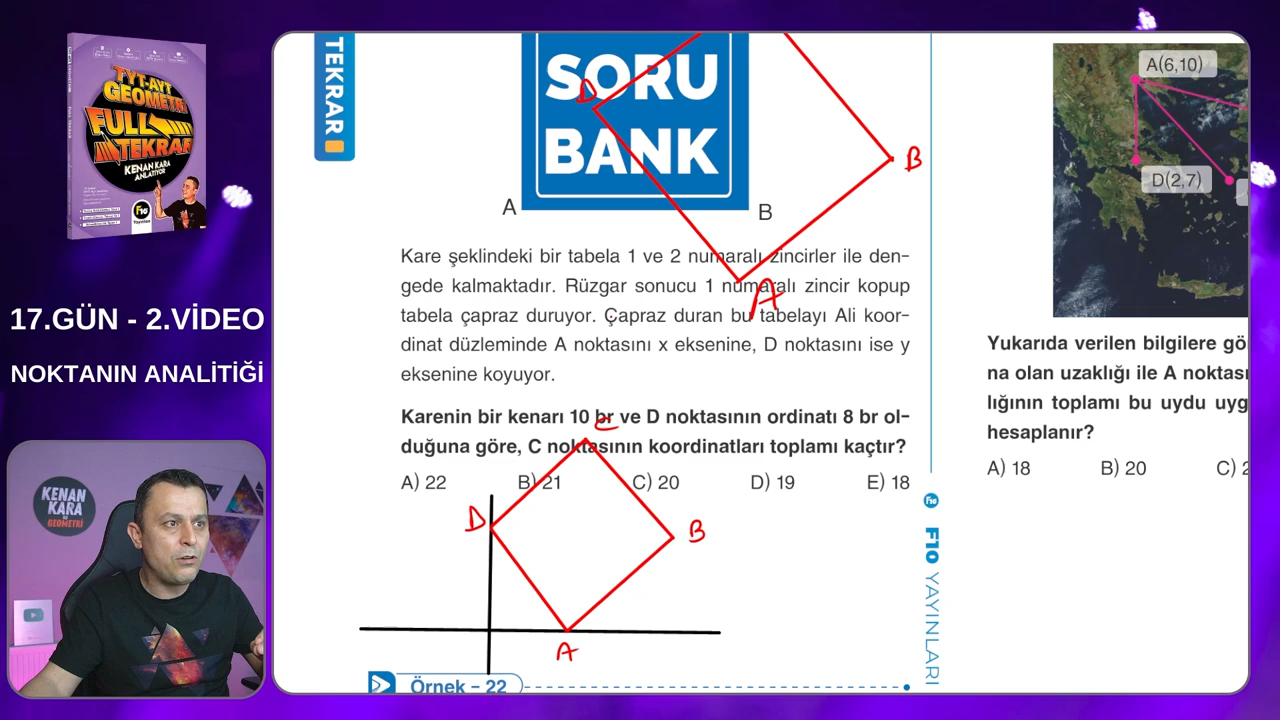 TYT-AYT
GEOMETRİ
FULL
TEKRAR
KENAN KARA
ANLATIYOR
F10
Yayınları
17.GÜN - 2.VİDEO
NOKTANIN ANALİTİĞİ
KENAN
KARA
GEOMETRİ
TEKRAR
SORU
BANK
D
B
A
A
B
Kare şeklindeki bir tabela 1 ve 2 numaralı zincirler ile den-
gede kalmaktadır. Rüzgar sonucu 1 numaralı zincir kopup
tabela çapraz duruyor. Çapraz duran bu tabelayı Ali koor-
dinat düzleminde A noktasını x eksenine, D noktasını ise y
eksenine koyuyor.
Karenin bir kenarı 10 br ve D noktasının ordinatı 8 br ol-
duğuna göre, C noktasının koordinatları toplamı kaçtır?
A) 22 B) 21 C) 20 D) 19 E) 18
C
D
B
A
Örnek – 22
F10
F10 YAYINLARI
A(6,10)
D(2,7)
Yukarıda verilen bilgilere gö
na olan uzaklığı ile A noktası
lığının toplamı bu uydu uyg
hesaplanır?
A) 18 B) 20 C) 2